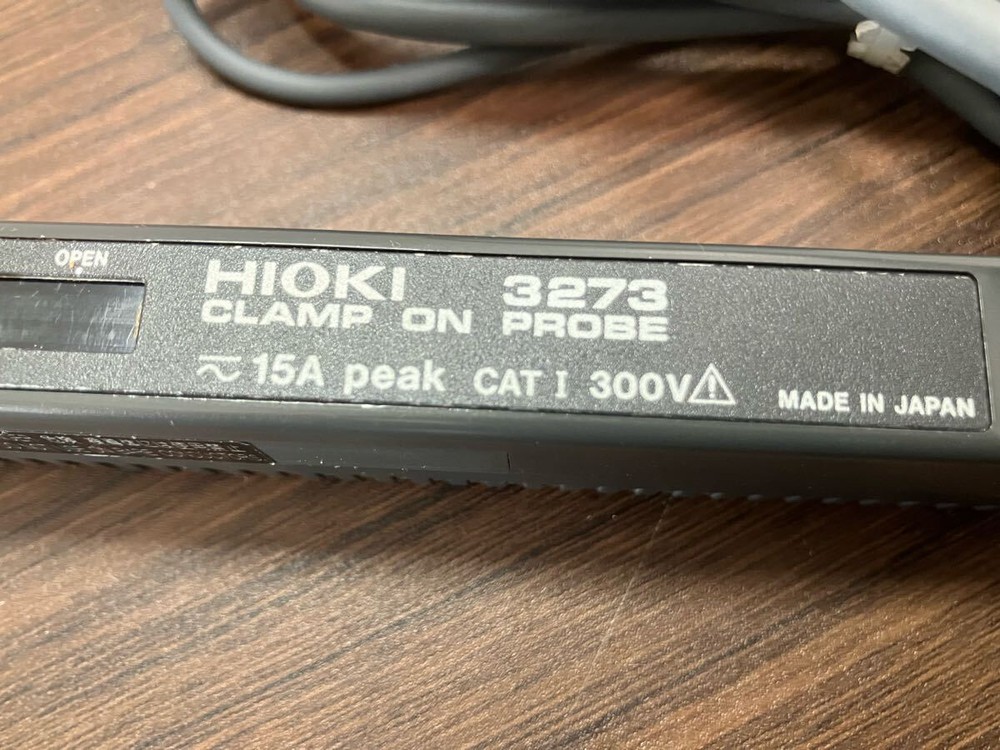 OPEN
HIOKI 3273
CLAMP ON PROBE
⎓∼ 15A peak CAT I 300V⚠ MADE IN JAPAN